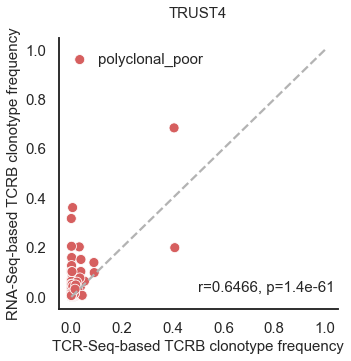 TRUST4
RNA-Seq-based TCRB clonotype frequency
1.0
0.8
0.6
0.4
0.2
0.0
polyclonal_poor
r=0.6466, p=1.4e-61
0.0 0.2 0.4 0.6 0.8 1.0
TCR-Seq-based TCRB clonotype frequency